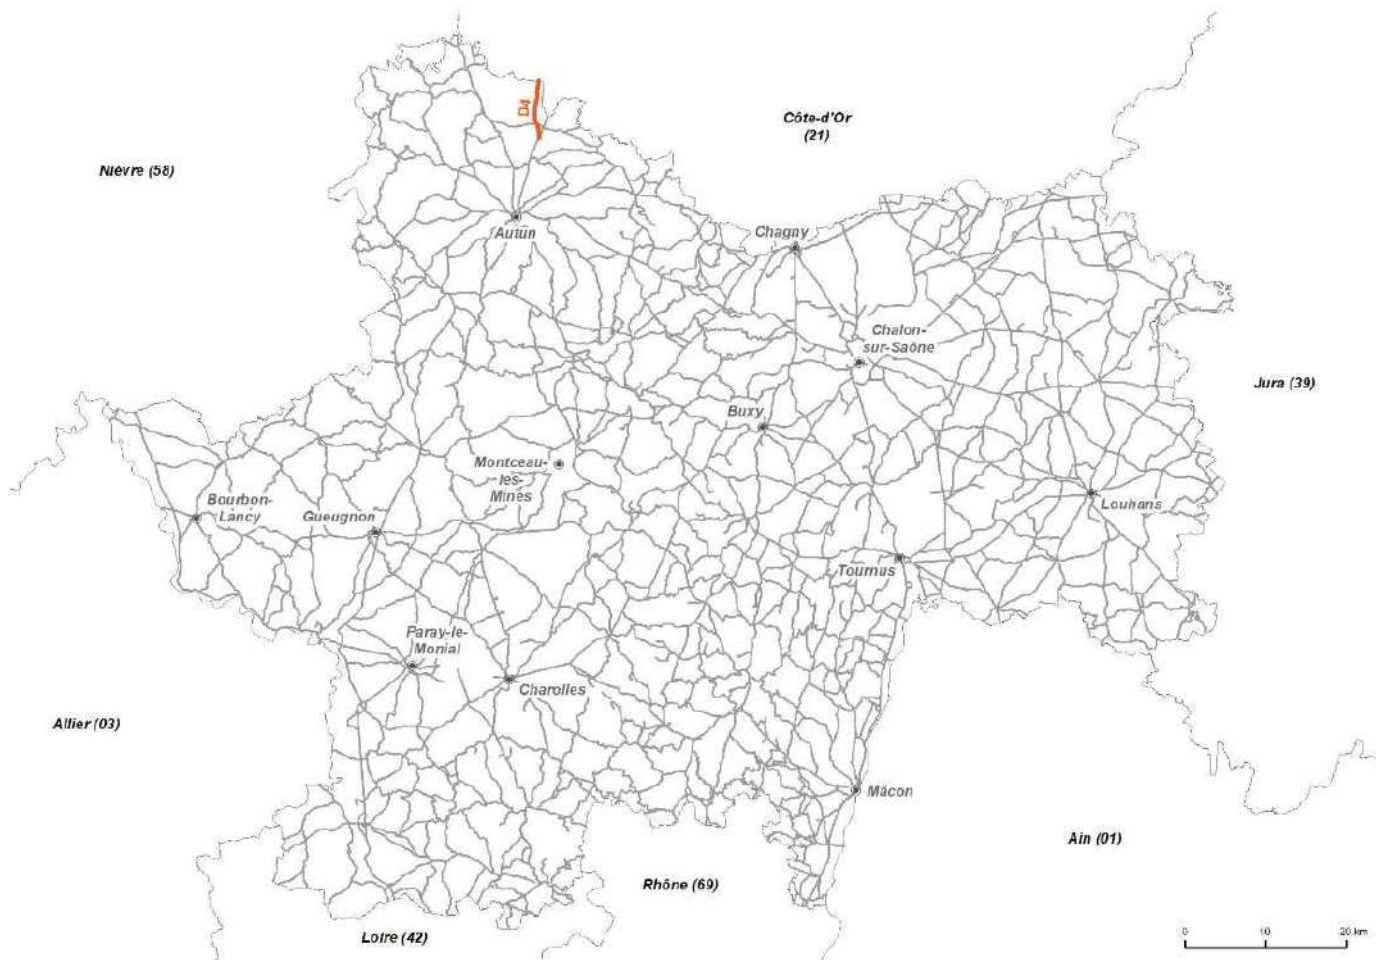 D4
Côte-d'Or
(21)
Nièvre (58)
Autun
Chagny
Chalon-
sur-Saône
Jura (39)
Buxy
Montceau-
les-
Mines
Bourbon-
Lancy
Gueugnon
Louhans
Tournus
Paray-le-
Monial
Charolles
Allier (03)
Mâcon
Ain (01)
Rhône (69)
Loire (42)
0 10 20 km